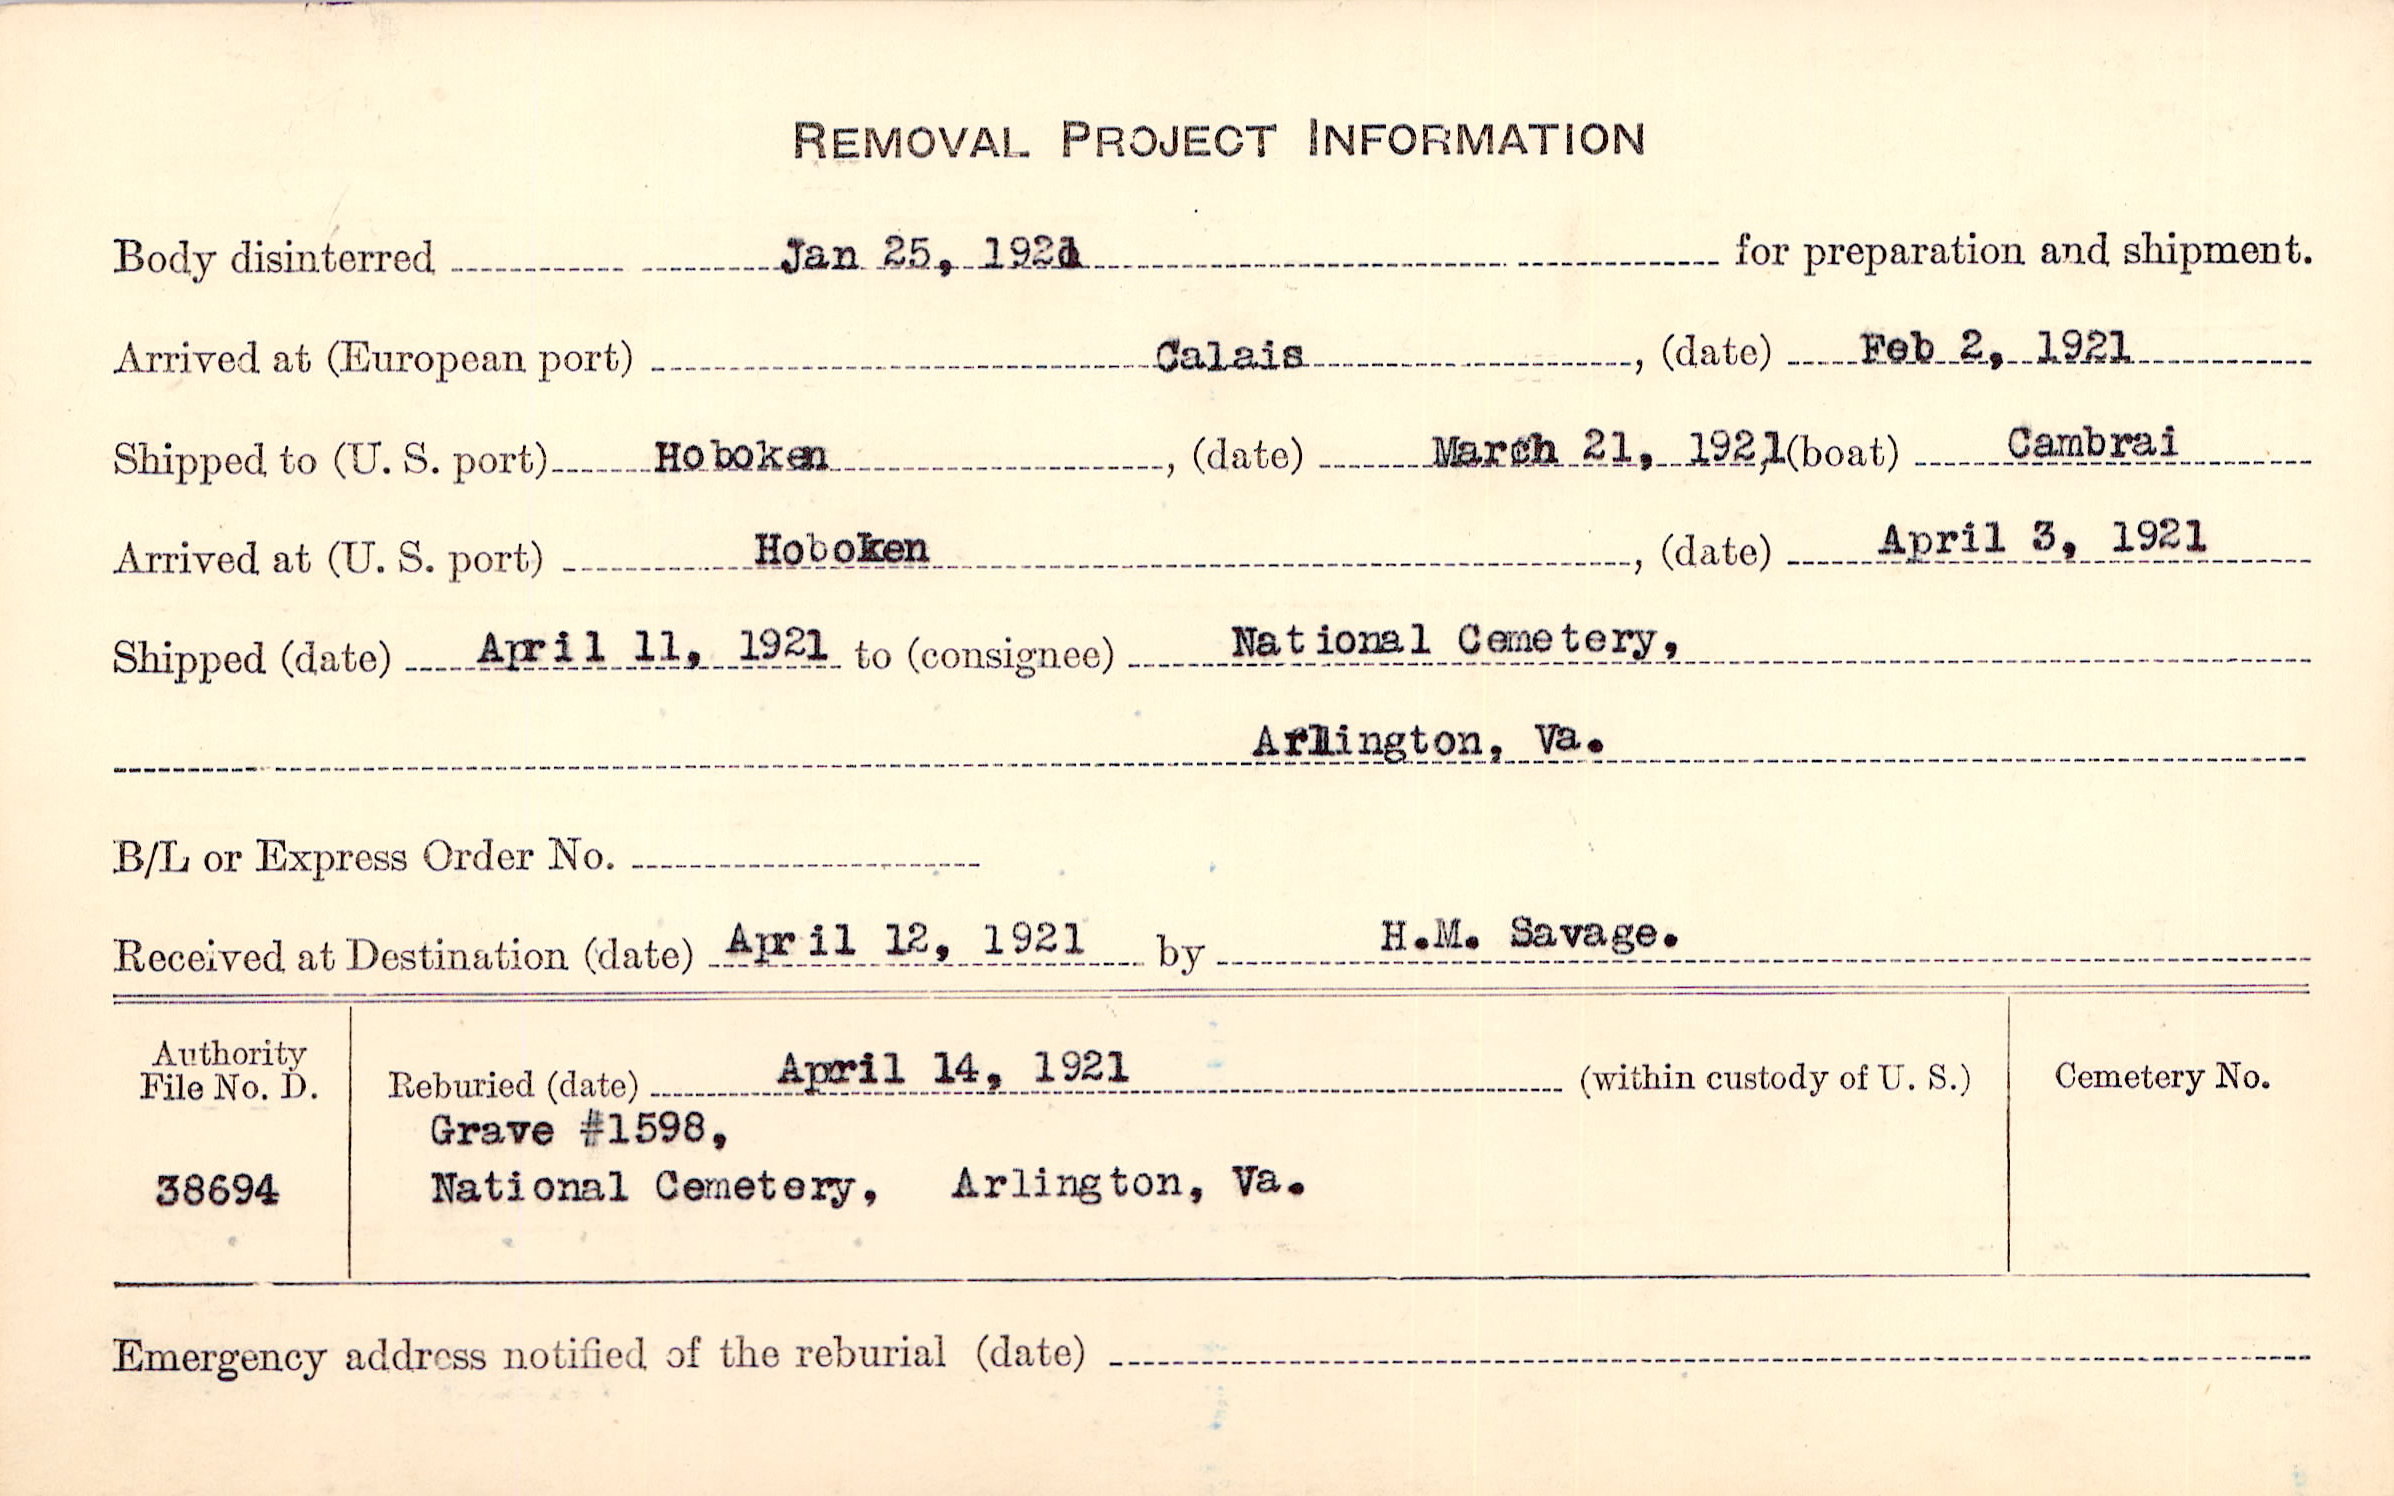 REMOVAL PROJECT INFORMATION
Body disinterred Jan 25, 1921 for preparation and shipment.
Arrived at (European port) Calais, (date) Feb 2, 1921
Shipped to (U. S. port) Hoboken, (date) March 21, 1921, (boat) Cambrai
Arrived at (U. S. port) Hoboken, (date) April 3, 1921
Shipped (date) April 11, 1921 to (consignee) National Cemetery,
Arlington, Va.
B/L or Express Order No.
Received at Destination (date) April 12, 1921 by H.M. Savage.
Authority
File No. D.
38694
Reburied (date) April 14, 1921 (within custody of U. S.)
Grave #1598,
National Cemetery, Arlington, Va.
Cemetery No.
Emergency address notified of the reburial (date)